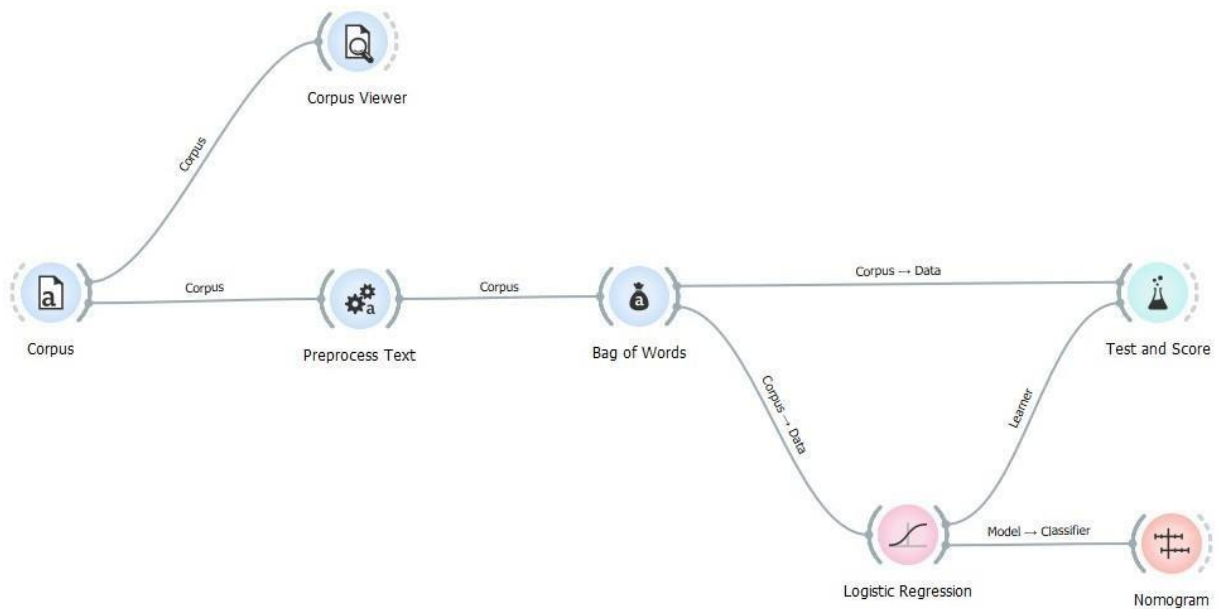 Corpus Viewer
Corpus
Corpus
Corpus
Corpus → Data
a
a
a
Corpus
Preprocess Text
Bag of Words
Test and Score
Corpus → Data
Learner
Model → Classifier
Logistic Regression
Nomogram